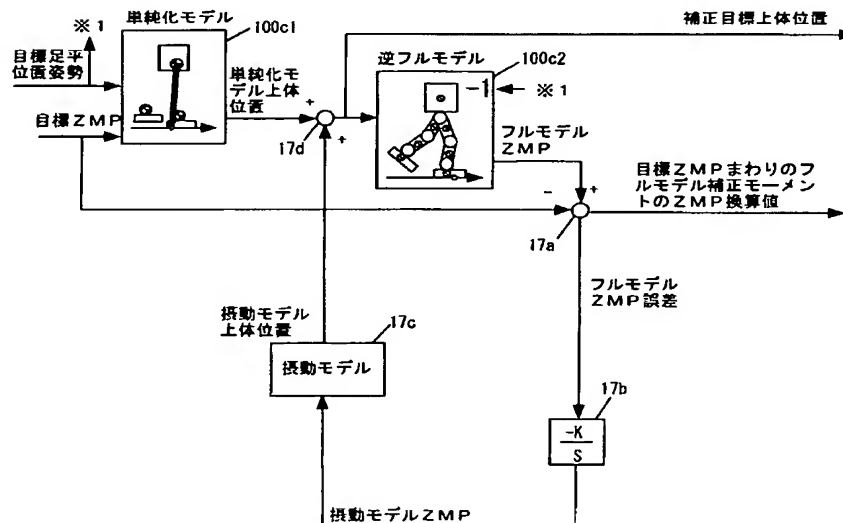 単純化モデル
※1
100c1
補正目標上体位置
目標足平
位置姿勢
単純化モ
デル上体
位置
逆フルモデル
100c2
-1
※1
目標ZMP
+
+
17d
フルモデル
ZMP
目標ZMPまわりのフ
ルモデル補正モーメン
トのZMP換算値
-
+
17a
フルモデル
ZMP誤差
摂動モデル
上体位置
17c
摂動モデル
17b
-K
S
摂動モデルZMP